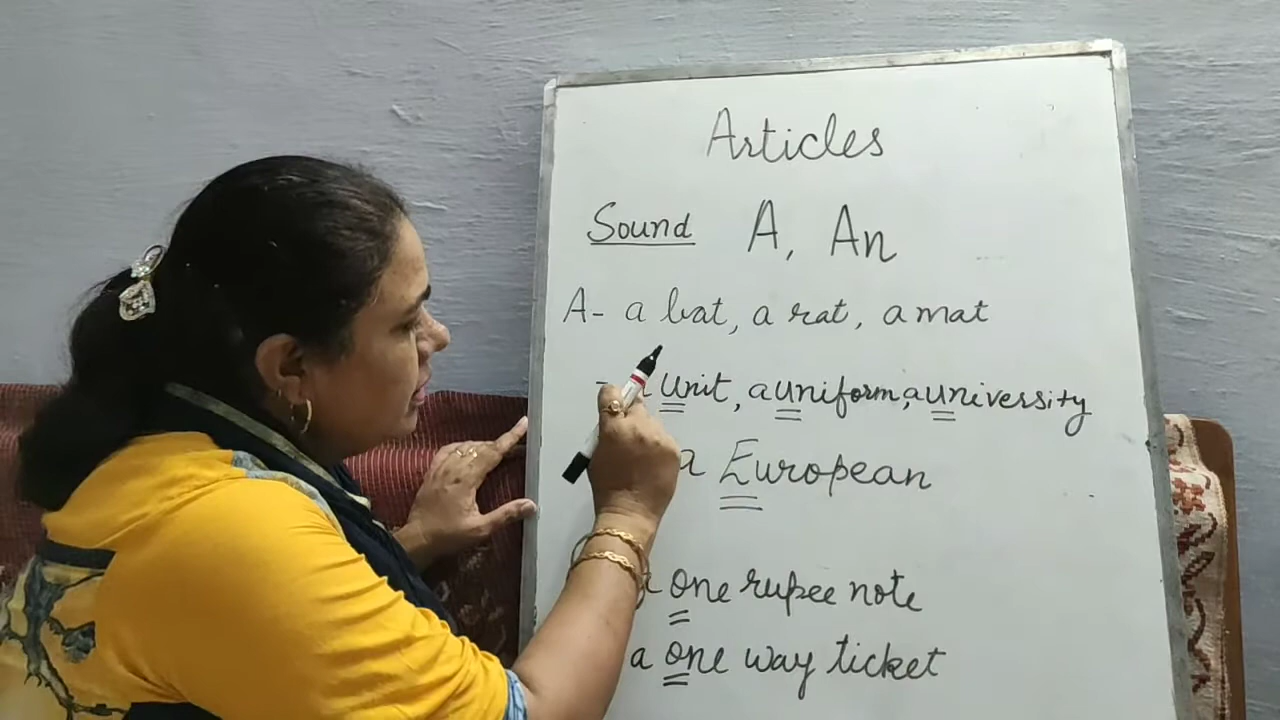 Articles
Sound A, An
A- a bat, a rat, a mat
unit, a uniform, a university
a European
a one rupee note
a one way ticket